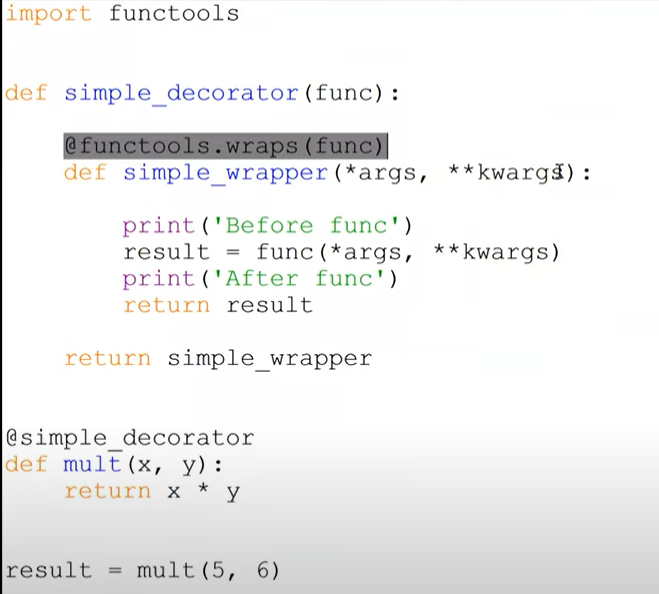 import functools
def simple_decorator(func):
@functools.wraps(func)
def simple_wrapper(*args, **kwargs):
print('Before func')
result = func(*args, **kwargs)
print('After func')
return result
return simple_wrapper
@simple_decorator
def mult(x, y):
return x * y
result = mult(5, 6)